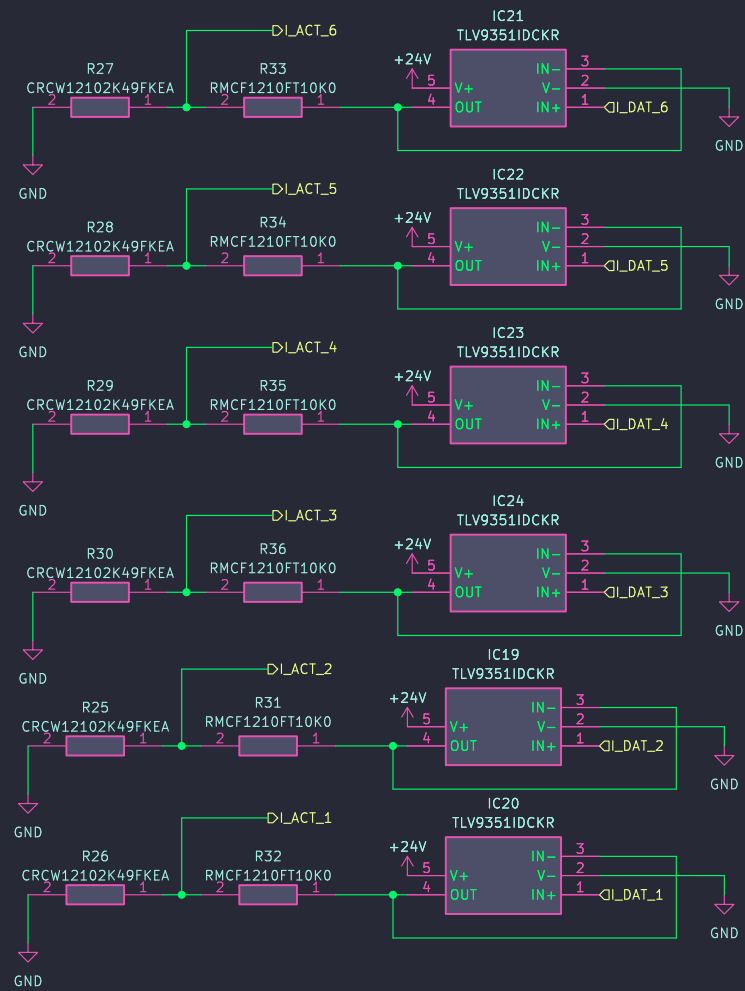 IC21
TLV9351IDCKR
I_ACT_6
R27
CRCW12102K49FKEA
2 1
R33
RMCF1210FT10K0
2 1
+24V
5 V+
4 OUT
IN- 3
V- 2
IN+ 1
I_DAT_6
GND
GND
IC22
TLV9351IDCKR
I_ACT_5
R28
CRCW12102K49FKEA
2 1
R34
RMCF1210FT10K0
2 1
+24V
5 V+
4 OUT
IN- 3
V- 2
IN+ 1
I_DAT_5
GND
GND
IC23
TLV9351IDCKR
I_ACT_4
R29
CRCW12102K49FKEA
2 1
R35
RMCF1210FT10K0
2 1
+24V
5 V+
4 OUT
IN- 3
V- 2
IN+ 1
I_DAT_4
GND
GND
IC24
TLV9351IDCKR
I_ACT_3
R30
CRCW12102K49FKEA
2 1
R36
RMCF1210FT10K0
2 1
+24V
5 V+
4 OUT
IN- 3
V- 2
IN+ 1
I_DAT_3
GND
GND
IC19
TLV9351IDCKR
I_ACT_2
R25
CRCW12102K49FKEA
2 1
R31
RMCF1210FT10K0
2 1
+24V
5 V+
4 OUT
IN- 3
V- 2
IN+ 1
I_DAT_2
GND
GND
IC20
TLV9351IDCKR
I_ACT_1
R26
CRCW12102K49FKEA
2 1
R32
RMCF1210FT10K0
2 1
+24V
5 V+
4 OUT
IN- 3
V- 2
IN+ 1
I_DAT_1
GND
GND